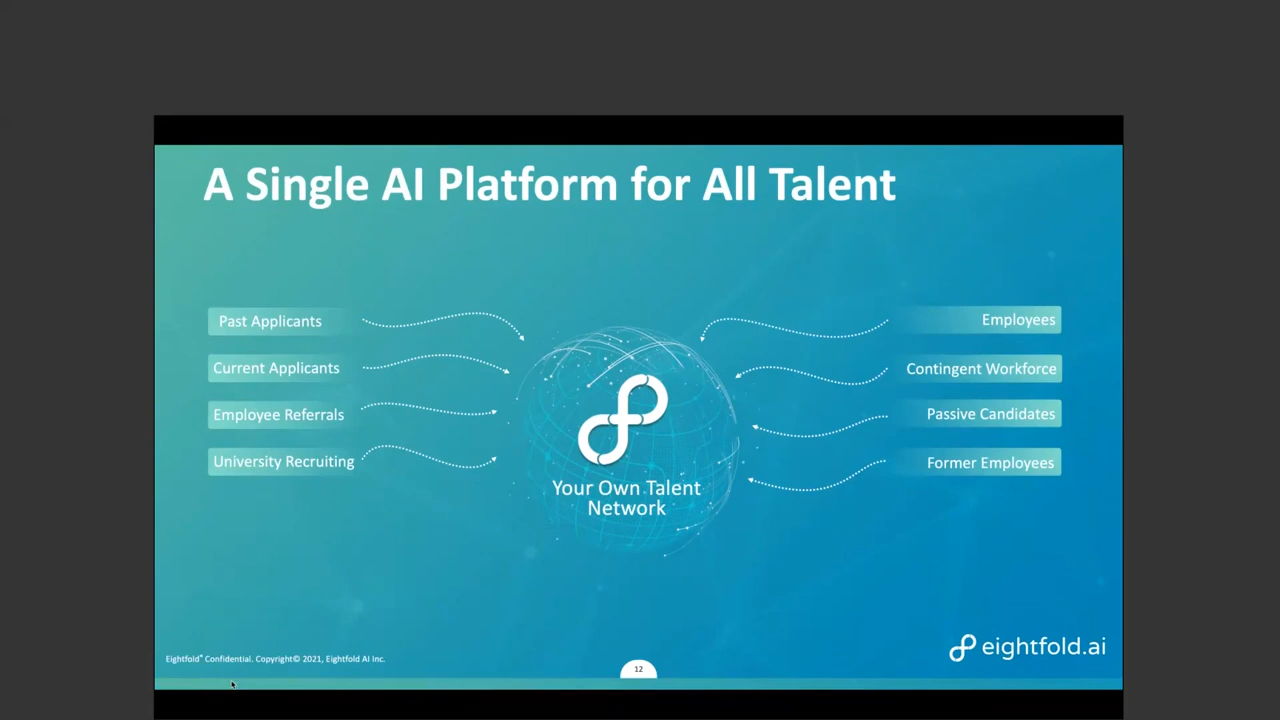 A Single AI Platform for All Talent
Past Applicants
Current Applicants
Employee Referrals
University Recruiting
Your Own Talent
Network
Employees
Contingent Workforce
Passive Candidates
Former Employees
Eightfold® Confidential. Copyright© 2021, Eightfold AI Inc.
12
eightfold.ai